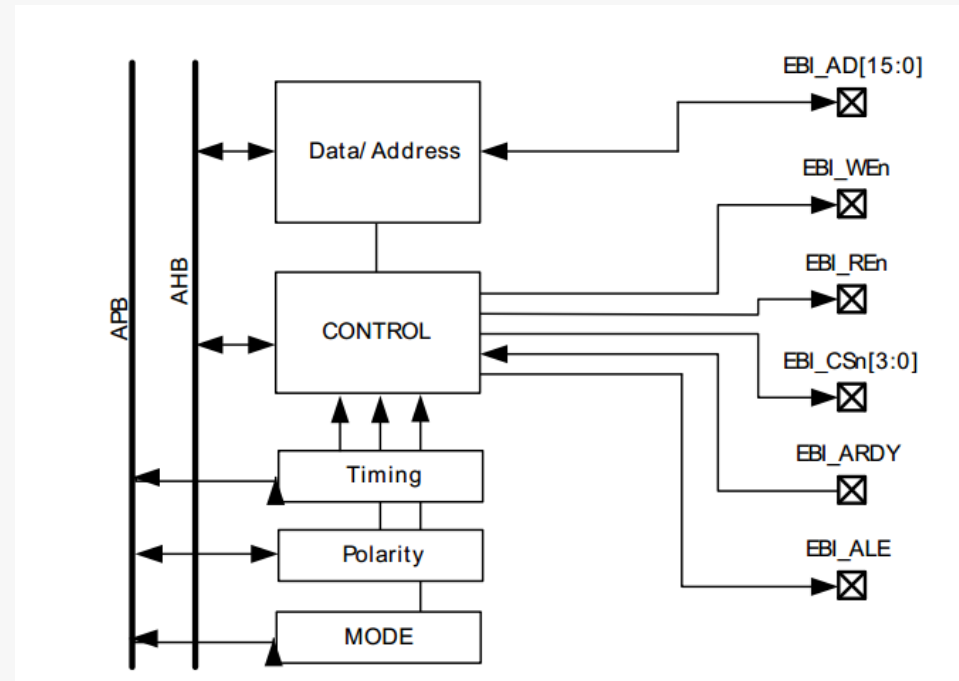 EBI_AD[15:0]
Data/ Address
EBI_WEn
EBI_REn
AHB
APB
CONTROL
EBI_CSn[3:0]
EBI_ARDY
Timing
EBI_ALE
Polarity
MODE